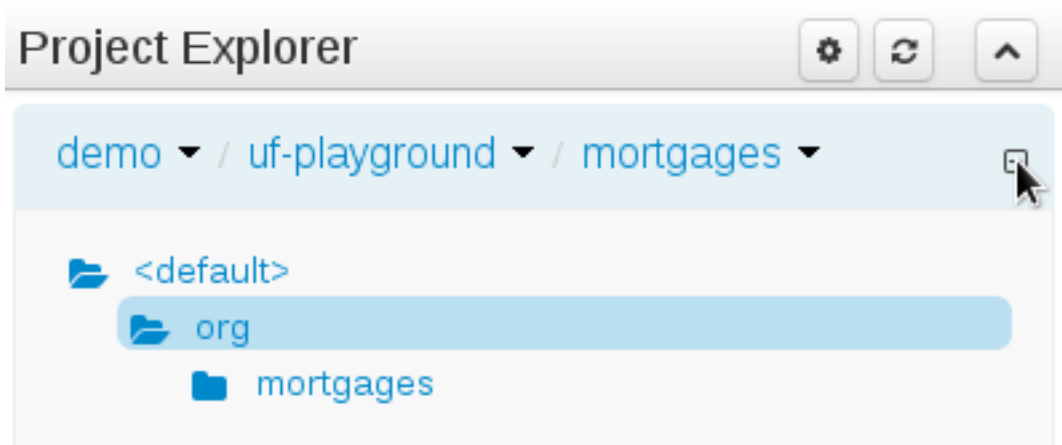 Project Explorer
demo / uf-playground / mortgages
<default>
org
mortgages